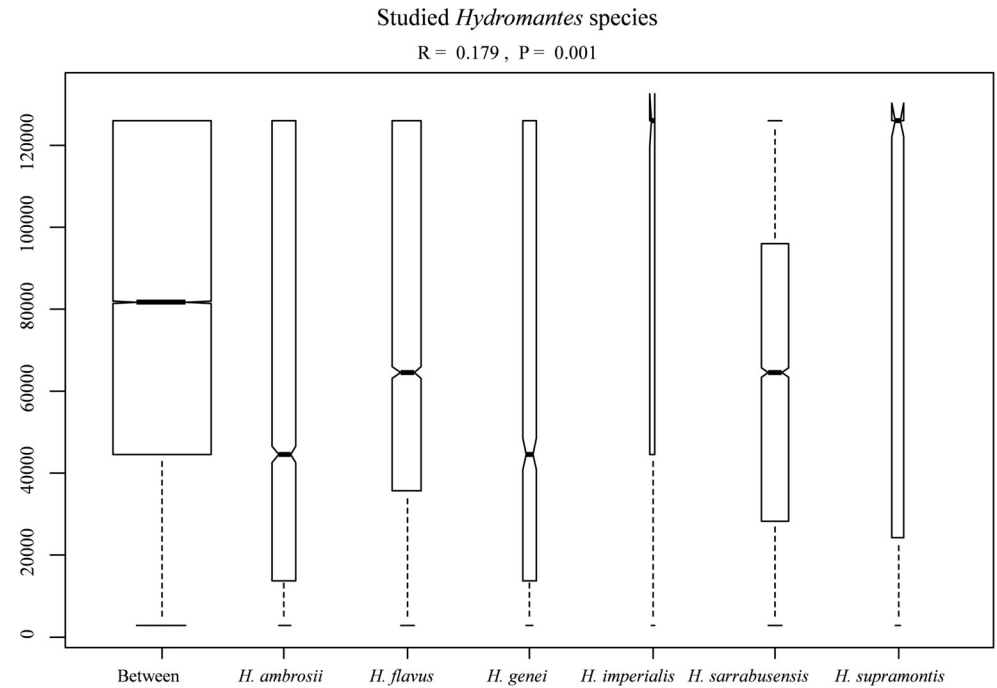 Studied Hydromantes species
R = 0.179 , P = 0.001
120000
100000
80000
60000
40000
20000
0
Between H. ambrosii H. flavus H. genei H. imperialis H. sarrabusensis H. supramontis